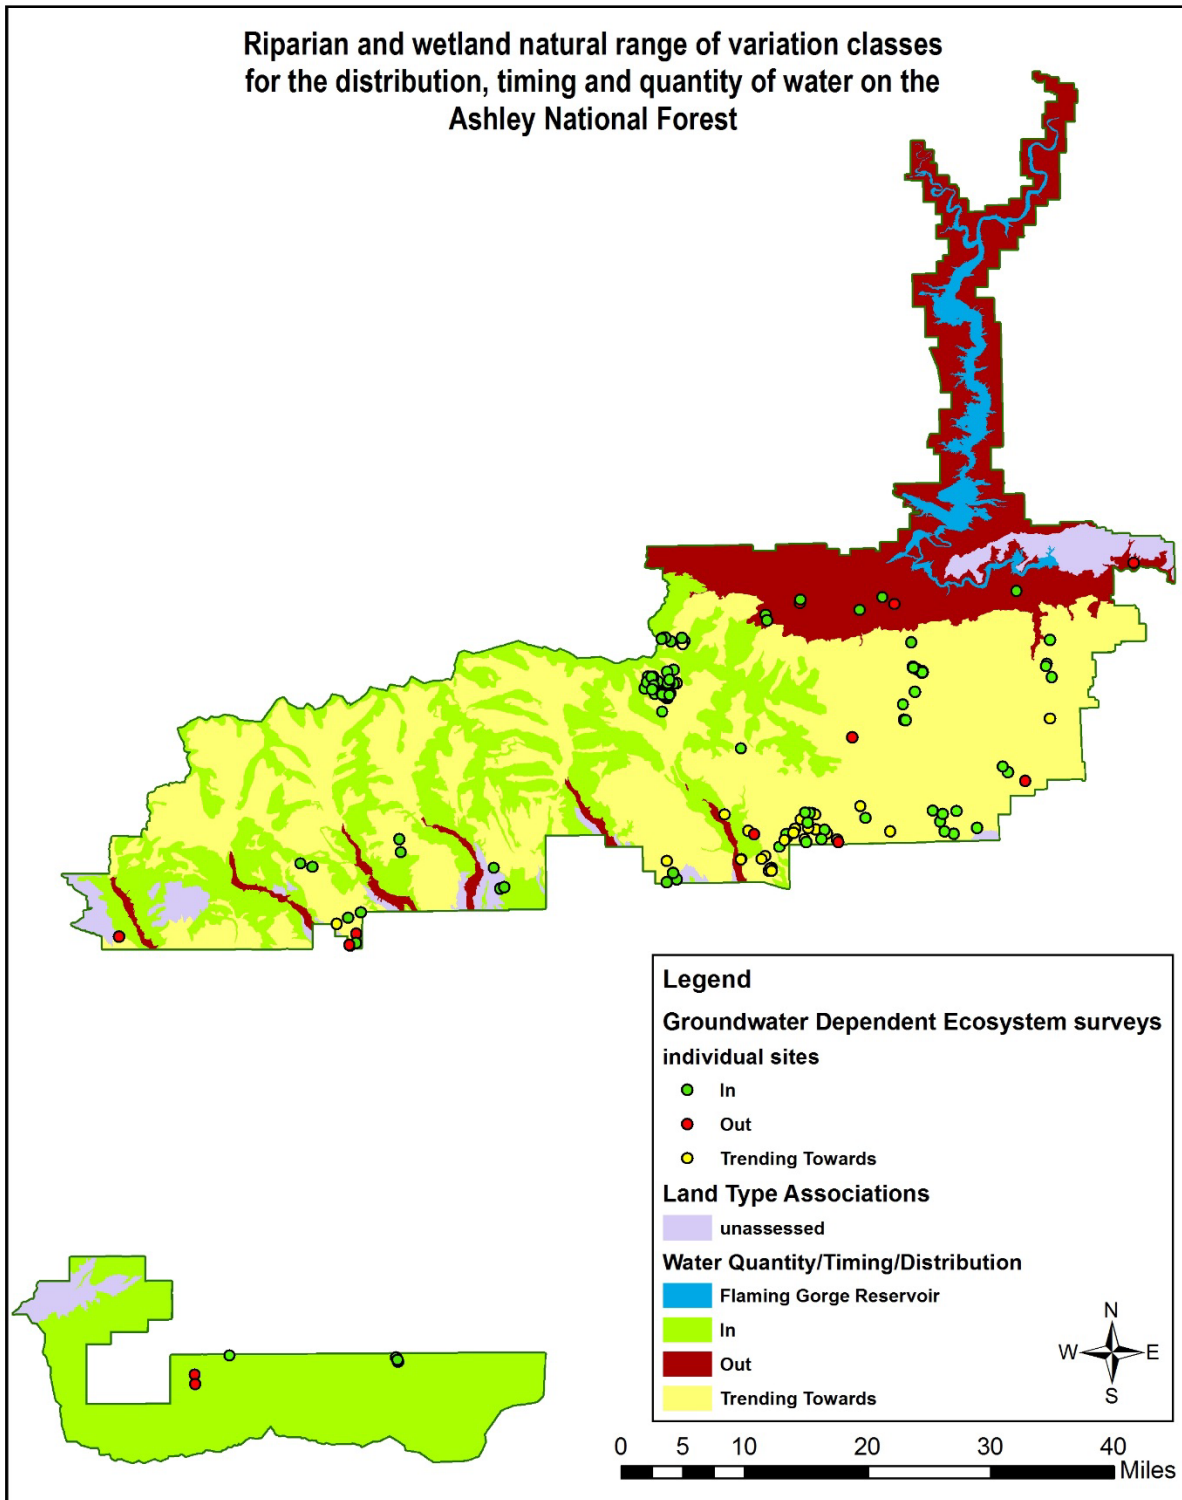 Riparian and wetland natural range of variation classes
for the distribution, timing and quantity of water on the
Ashley National Forest
Legend
Groundwater Dependent Ecosystem surveys
individual sites
In
Out
Trending Towards
Land Type Associations
unassessed
Water Quantity/Timing/Distribution
Flaming Gorge Reservoir
In
Out
Trending Towards
N
W E
S
0 5 10 20 30 40
Miles